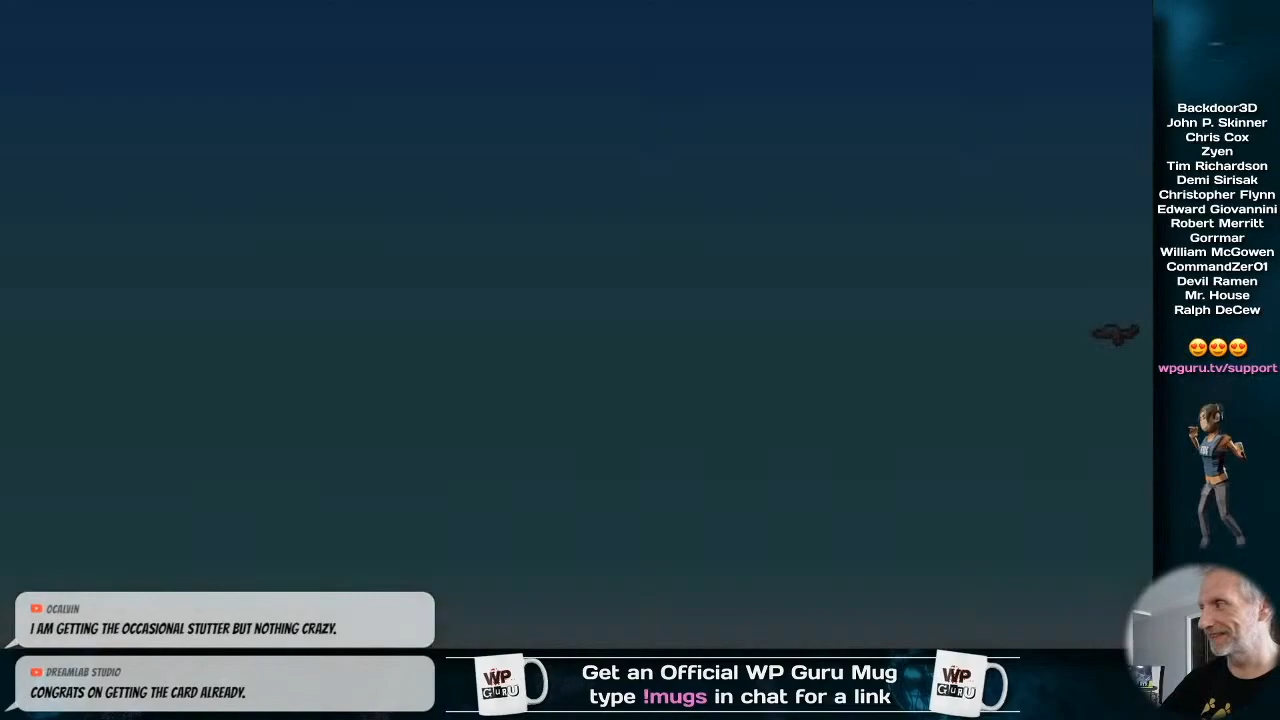 Backdoor3D
John P. Skinner
Chris Cox
Zyen
Tim Richardson
Demi Sirisak
Christopher Flynn
Edward Giovannini
Robert Merritt
Gorrmar
William McGowen
CommandZer01
Devil Ramen
Mr. House
Ralph DeCew
😍😍😍
wpguru.tv/support
OCALVIN
I AM GETTING THE OCCASIONAL STUTTER BUT NOTHING CRAZY.
DREAMLAB STUDIO
CONGRATS ON GETTING THE CARD ALREADY.
WP
GURU
Get an Official WP Guru Mug
type !mugs in chat for a link
WP
GURU